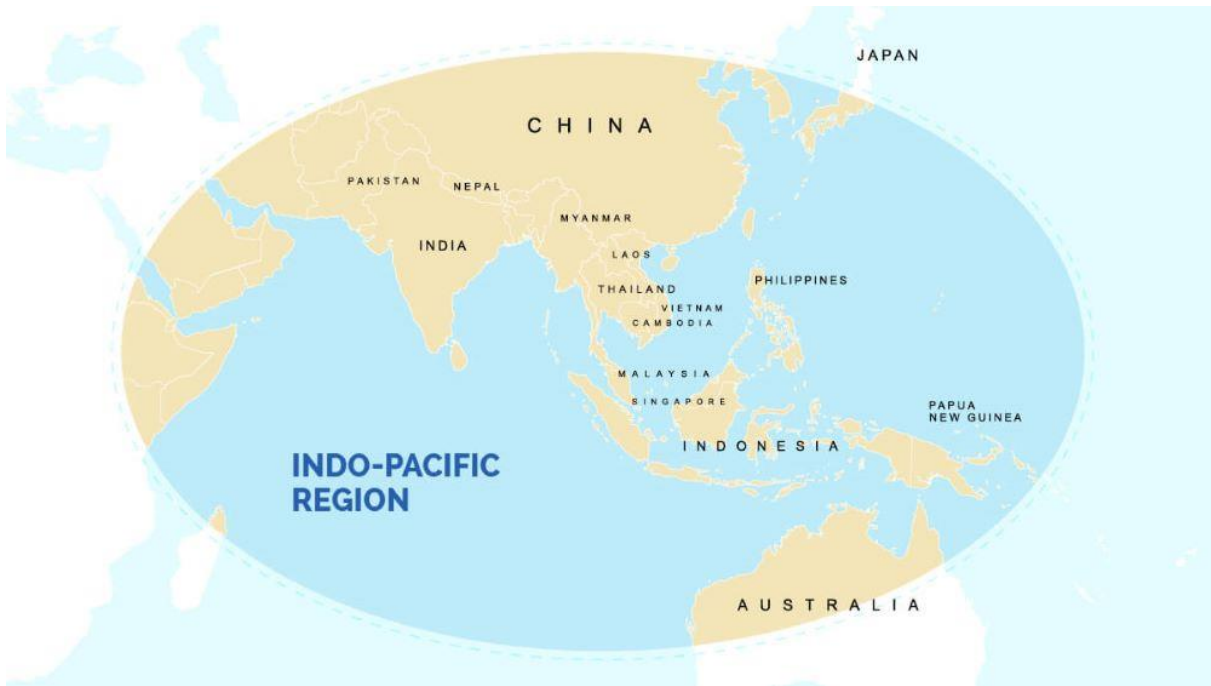 JAPAN
CHINA
PAKISTAN
NEPAL
MYANMAR
INDIA
LAOS
THAILAND
PHILIPPINES
VIETNAM
CAMBODIA
MALAYSIA
SINGAPORE
PAPUA
NEW GUINEA
INDONESIA
INDO-PACIFIC
REGION
AUSTRALIA